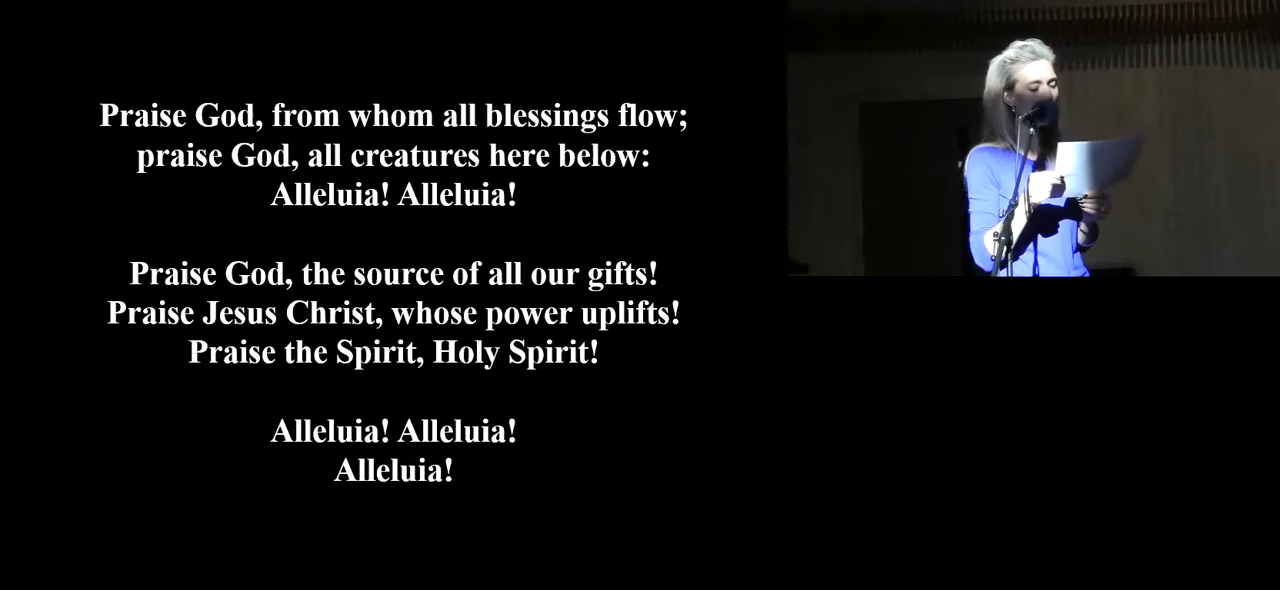 Praise God, from whom all blessings flow;
praise God, all creatures here below:
Alleluia! Alleluia!
Praise God, the source of all our gifts!
Praise Jesus Christ, whose power uplifts!
Praise the Spirit, Holy Spirit!
Alleluia! Alleluia!
Alleluia!